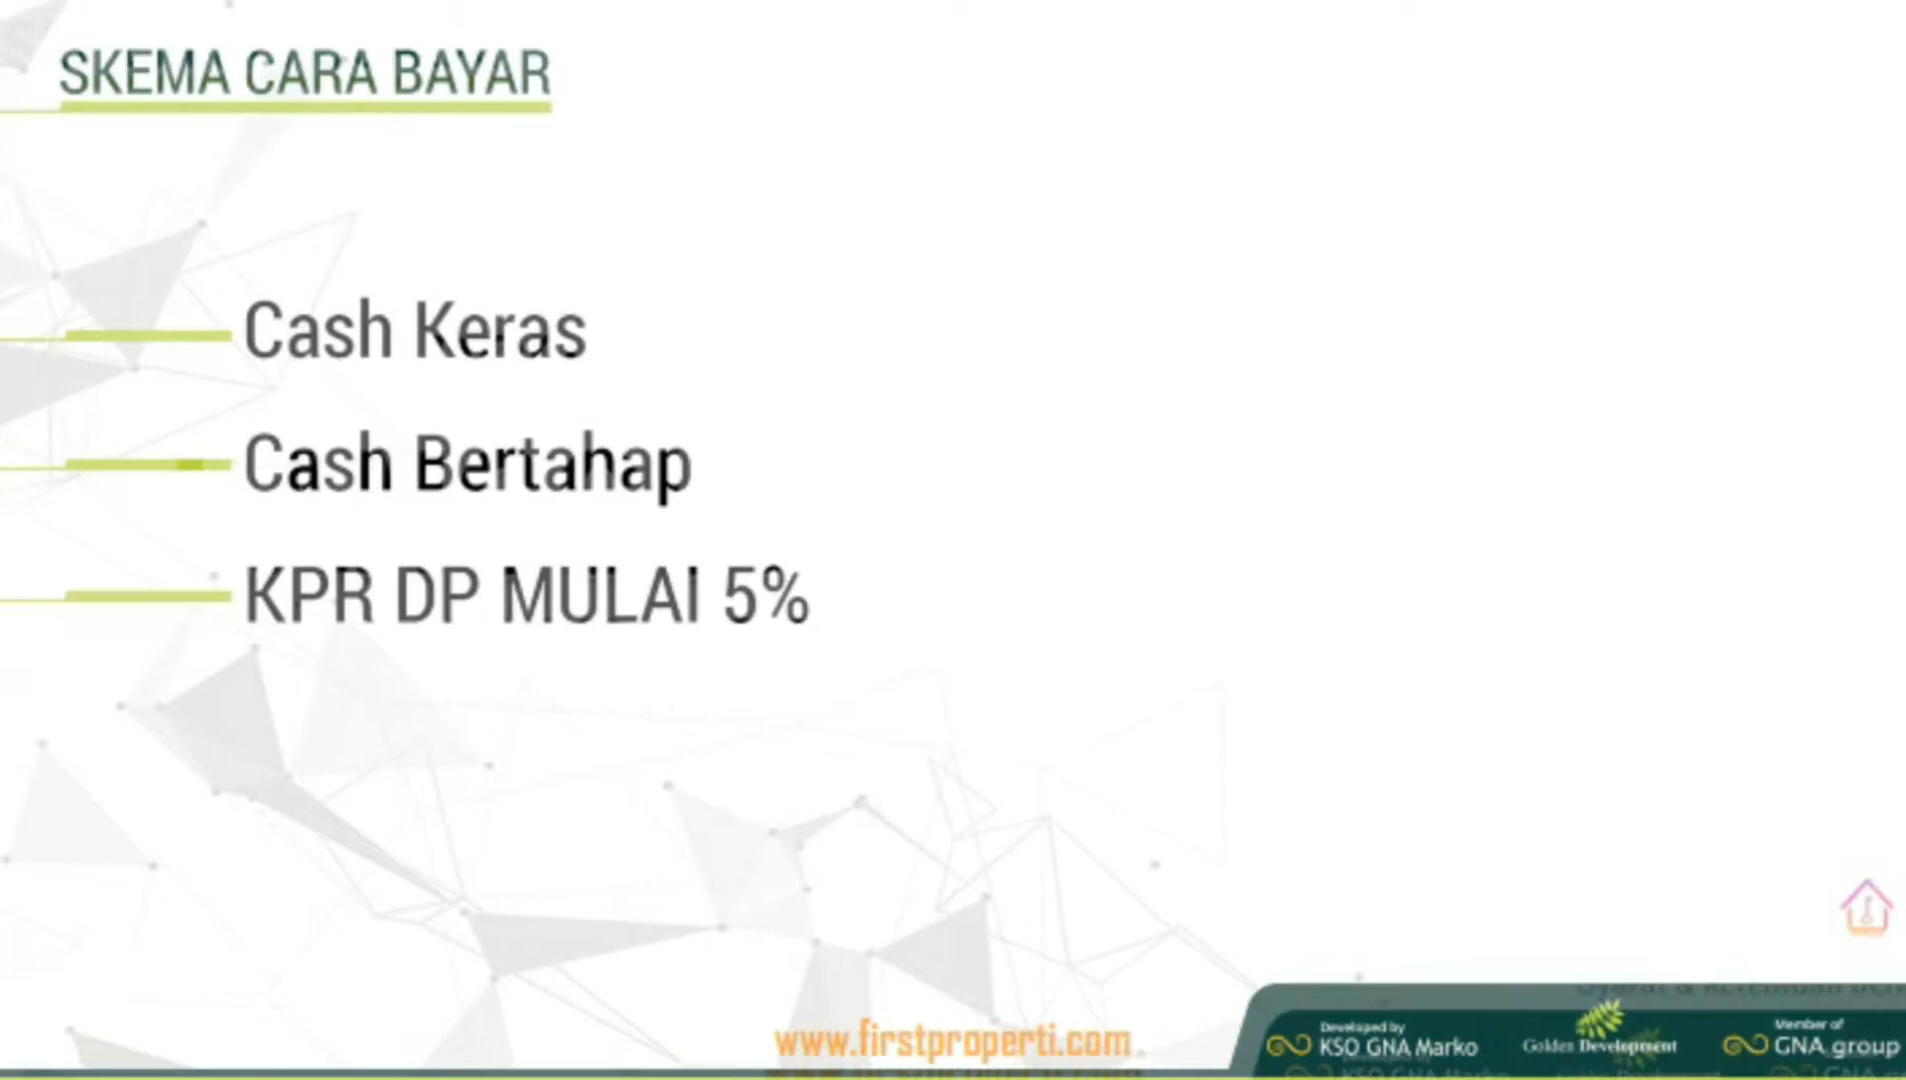 SKEMA CARA BAYAR
Cash Keras
Cash Bertahap
KPR DP MULAI 5%
www.firstproperti.com
Developed by
KSO GNA Marko
Golden Development
Member of
GNA group